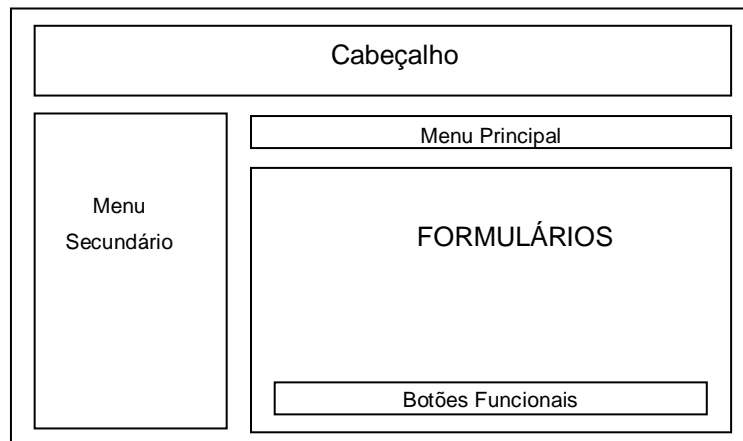 Cabeçalho
Menu Principal
Menu
Secundário
FORMULÁRIOS
Botões Funcionais